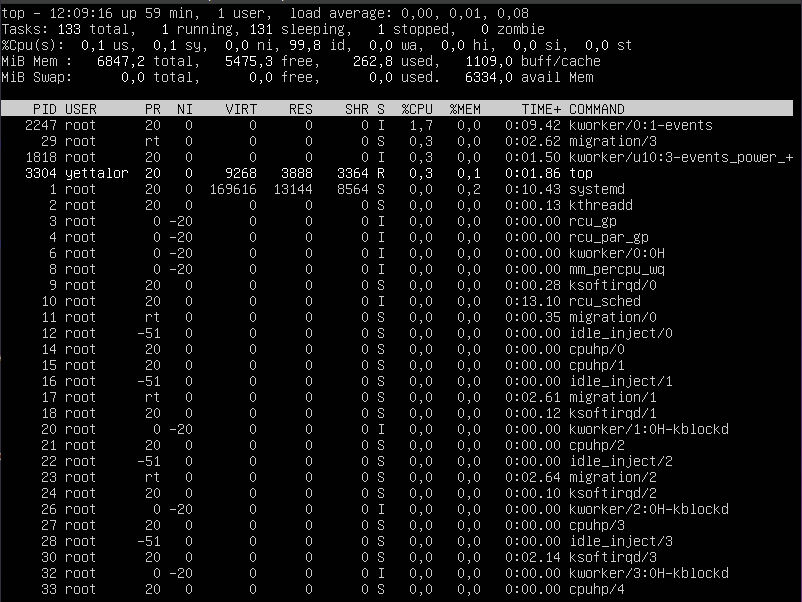 top - 12:09:16 up 59 min,  1 user,  load average: 0,00, 0,01, 0,08
Tasks: 133 total,   1 running, 131 sleeping,   1 stopped,   0 zombie
%Cpu(s):  0,1 us,  0,1 sy,  0,0 ni, 99,8 id,  0,0 wa,  0,0 hi,  0,0 si,  0,0 st
MiB Mem :   6847,2 total,   5475,3 free,    262,8 used,   1109,0 buff/cache
MiB Swap:      0,0 total,      0,0 free,      0,0 used.   6334,0 avail Mem
PID USER      PR  NI    VIRT    RES    SHR S  %CPU  %MEM     TIME+ COMMAND
2247 root      20   0       0      0      0 I   1,7   0,0   0:09.42 kworker/0:1-events
29 root      rt   0       0      0      0 S   0,3   0,0   0:02.62 migration/3
1818 root      20   0       0      0      0 I   0,3   0,0   0:01.50 kworker/u10:3-events_power_+
3304 yettalor  20   0    9268   3888   3364 R   0,3   0,1   0:01.86 top
1 root      20   0  169616  13144   8564 S   0,0   0,2   0:10.43 systemd
2 root      20   0       0      0      0 S   0,0   0,0   0:00.13 kthreadd
3 root       0 -20       0      0      0 I   0,0   0,0   0:00.00 rcu_gp
4 root       0 -20       0      0      0 I   0,0   0,0   0:00.00 rcu_par_gp
6 root       0 -20       0      0      0 I   0,0   0,0   0:00.00 kworker/0:0H
8 root       0 -20       0      0      0 I   0,0   0,0   0:00.00 mm_percpu_wq
9 root      20   0       0      0      0 S   0,0   0,0   0:00.28 ksoftirqd/0
10 root      20   0       0      0      0 I   0,0   0,0   0:13.10 rcu_sched
11 root      rt   0       0      0      0 S   0,0   0,0   0:00.35 migration/0
12 root     -51   0       0      0      0 S   0,0   0,0   0:00.00 idle_inject/0
14 root      20   0       0      0      0 S   0,0   0,0   0:00.00 cpuhp/0
15 root      20   0       0      0      0 S   0,0   0,0   0:00.00 cpuhp/1
16 root     -51   0       0      0      0 S   0,0   0,0   0:00.00 idle_inject/1
17 root      rt   0       0      0      0 S   0,0   0,0   0:02.61 migration/1
18 root      20   0       0      0      0 S   0,0   0,0   0:00.12 ksoftirqd/1
20 root       0 -20       0      0      0 I   0,0   0,0   0:00.00 kworker/1:0H-kblockd
21 root      20   0       0      0      0 S   0,0   0,0   0:00.00 cpuhp/2
22 root     -51   0       0      0      0 S   0,0   0,0   0:00.00 idle_inject/2
23 root      rt   0       0      0      0 S   0,0   0,0   0:02.64 migration/2
24 root      20   0       0      0      0 S   0,0   0,0   0:00.10 ksoftirqd/2
26 root       0 -20       0      0      0 I   0,0   0,0   0:00.00 kworker/2:0H-kblockd
27 root      20   0       0      0      0 S   0,0   0,0   0:00.00 cpuhp/3
28 root     -51   0       0      0      0 S   0,0   0,0   0:00.00 idle_inject/3
30 root      20   0       0      0      0 S   0,0   0,0   0:02.14 ksoftirqd/3
32 root       0 -20       0      0      0 I   0,0   0,0   0:00.00 kworker/3:0H-kblockd
33 root      20   0       0      0      0 S   0,0   0,0   0:00.00 cpuhp/4